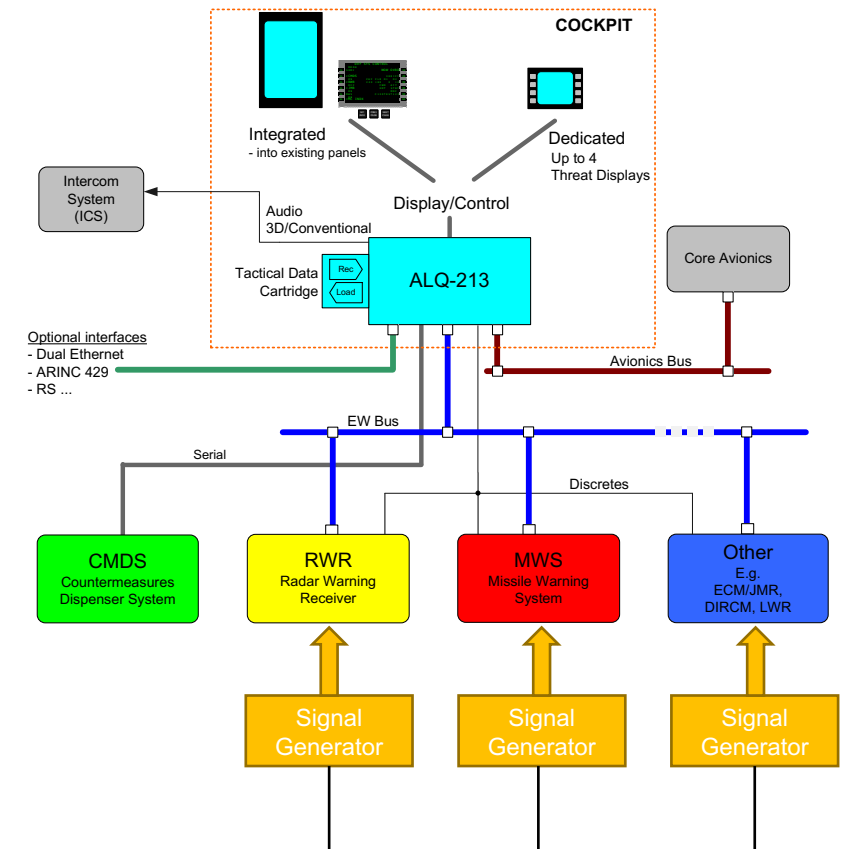 COCKPIT
Integrated
- into existing panels
Dedicated
Up to 4
Threat Displays
Intercom
System
(ICS)
Audio
3D/Conventional
Display/Control
Core Avionics
Tactical Data
Cartridge
Rec
Load
ALQ-213
Optional interfaces
- Dual Ethernet
- ARINC 429
- RS ...
Avionics Bus
EW Bus
Serial
Discretes
CMDS
Countermeasures
Dispenser System
RWR
Radar Warning
Receiver
MWS
Missile Warning
System
Other
E.g.
ECM/JMR,
DIRCM, LWR
Signal
Generator
Signal
Generator
Signal
Generator